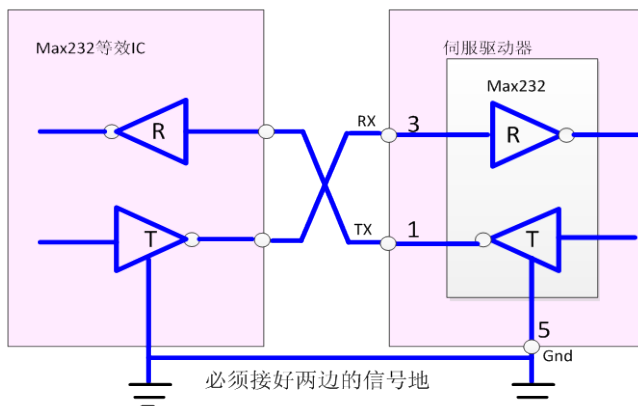 Max232等效IC
伺服驱动器
Max232
R
RX
3
R
T
TX
1
T
5
Gnd
必须接好两边的信号地